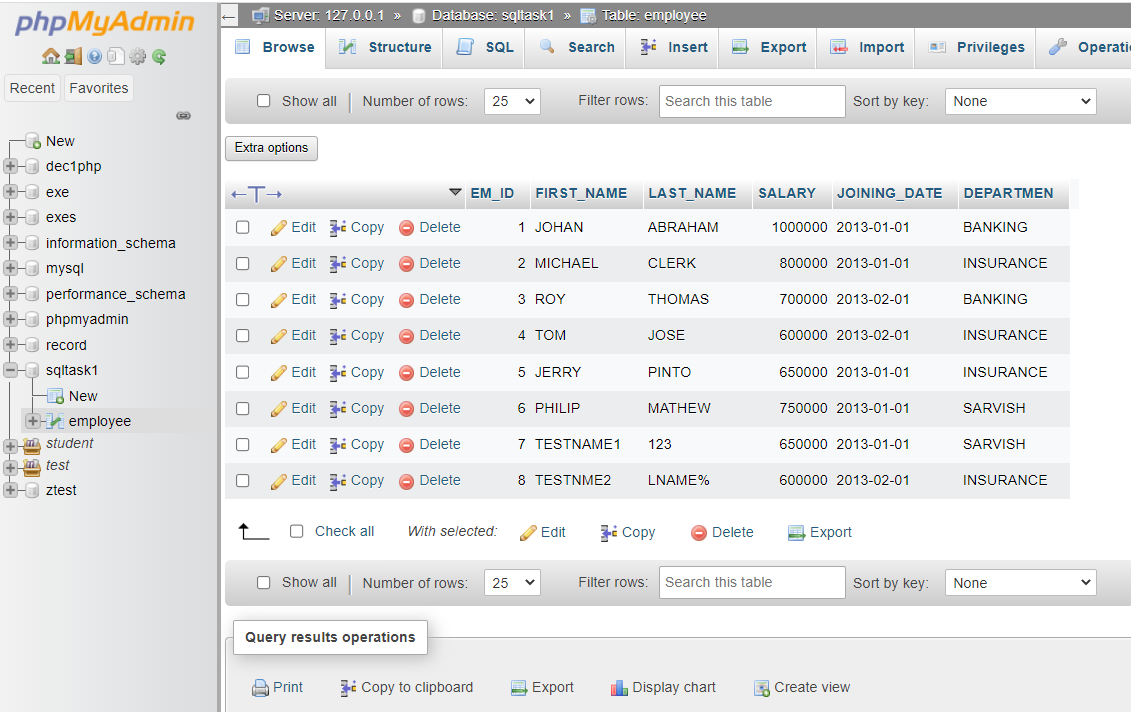 phpMyAdmin
Recent Favorites
New
dec1php
exe
exes
information_schema
mysql
performance_schema
phpmyadmin
record
sqltask1
New
employee
student
test
ztest
Server: 127.0.0.1 » Database: sqltask1 » Table: employee
Browse Structure SQL Search Insert Export Import Privileges Operati
Show all Number of rows: 25 Filter rows: Search this table Sort by key: None
Extra options
EM_ID FIRST_NAME LAST_NAME SALARY JOINING_DATE DEPARTMEN
Edit Copy Delete 1 JOHAN ABRAHAM 1000000 2013-01-01 BANKING
Edit Copy Delete 2 MICHAEL CLERK 800000 2013-01-01 INSURANCE
Edit Copy Delete 3 ROY THOMAS 700000 2013-02-01 BANKING
Edit Copy Delete 4 TOM JOSE 600000 2013-02-01 INSURANCE
Edit Copy Delete 5 JERRY PINTO 650000 2013-01-01 INSURANCE
Edit Copy Delete 6 PHILIP MATHEW 750000 2013-01-01 SARVISH
Edit Copy Delete 7 TESTNAME1 123 650000 2013-01-01 SARVISH
Edit Copy Delete 8 TESTNME2 LNAME% 600000 2013-02-01 INSURANCE
Check all With selected: Edit Copy Delete Export
Show all Number of rows: 25 Filter rows: Search this table Sort by key: None
Query results operations
Print Copy to clipboard Export Display chart Create view